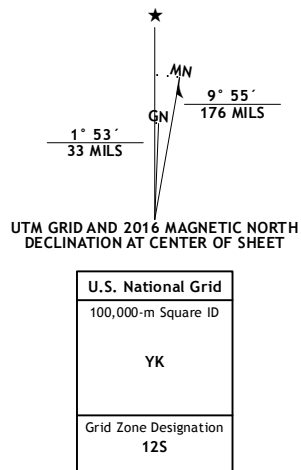 ★
MN
GN
9° 55´
176 MILS
1° 53´
33 MILS
UTM GRID AND 2016 MAGNETIC NORTH
DECLINATION AT CENTER OF SHEET
U.S. National Grid
100,000-m Square ID
YK
Grid Zone Designation
12S